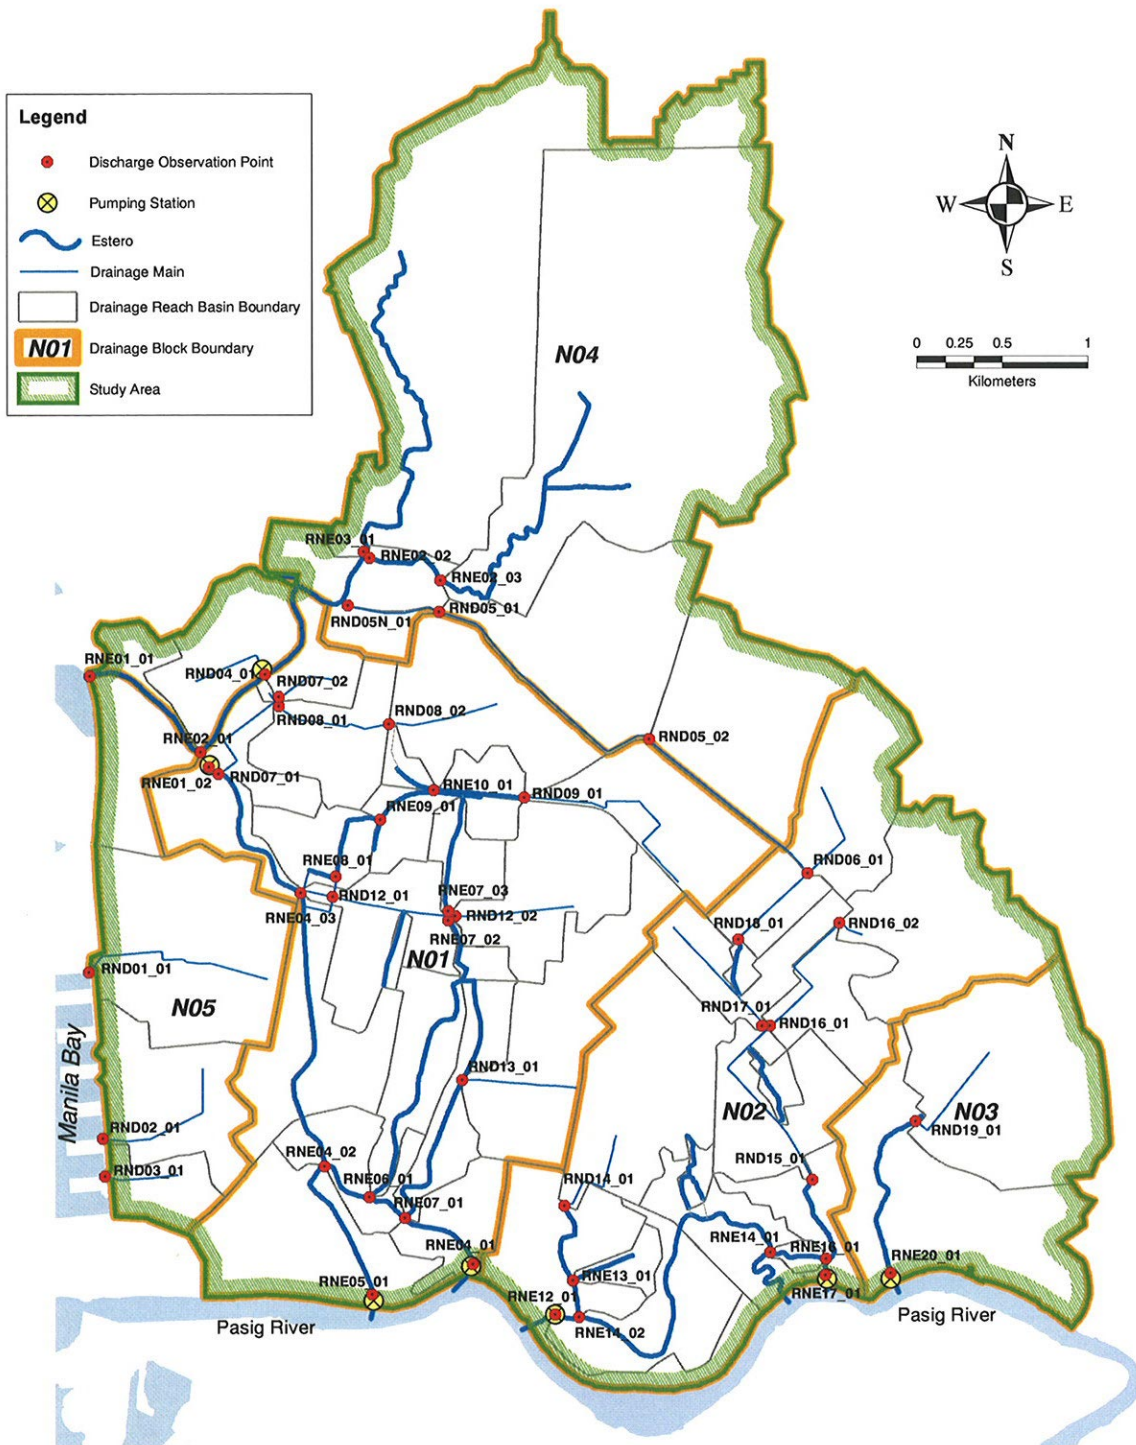 Legend
Discharge Observation Point
Pumping Station
Estero
Drainage Main
Drainage Reach Basin Boundary
N01 Drainage Block Boundary
Study Area
N
W E
S
0 0.25 0.5 1
Kilometers
N04
RNE03_01
RNE02_02
RNE02_03
RND05N_01
RND05_01
RNE01_01
RND04_01
RND07_02
RND08_01
RND08_02
RNE02_01
RND05_02
RNE01_02
RND07_01
RNE10_01
RND09_01
RNE09_01
RNE08_01
RND06_01
RND12_01
RNE07_03
RNE04_03
RND12_02
RND18_01
RND16_02
RNE07_02
N01
RND01_01
N05
RND17_01
RND16_01
Manila Bay
RND13_01
N02
N03
RND02_01
RND19_01
RNE04_02
RND03_01
RND15_01
RND14_01
RNE06_01
RNE07_01
RNE04_01
RNE14_01
RNE16_01
RNE20_01
RNE05_01
RNE13_01
RNE12_01
RNE17_01
Pasig River
RNE14_02
Pasig River